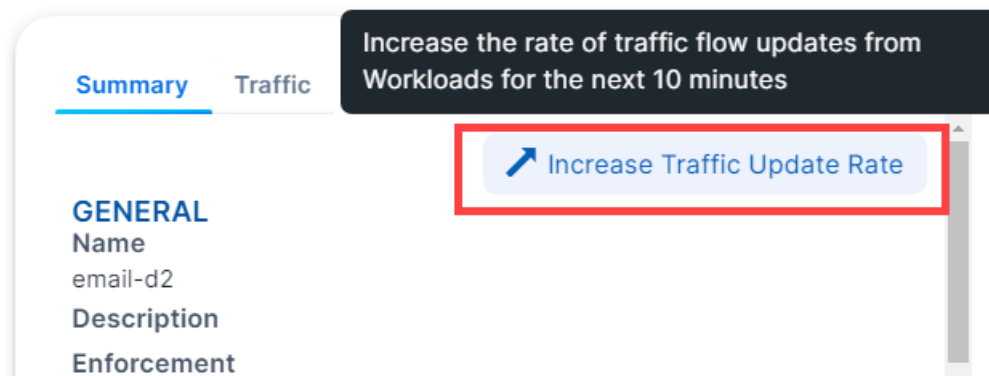 Increase the rate of traffic flow updates from
Workloads for the next 10 minutes
Summary Traffic
Increase Traffic Update Rate
GENERAL
Name
email-d2
Description
Enforcement